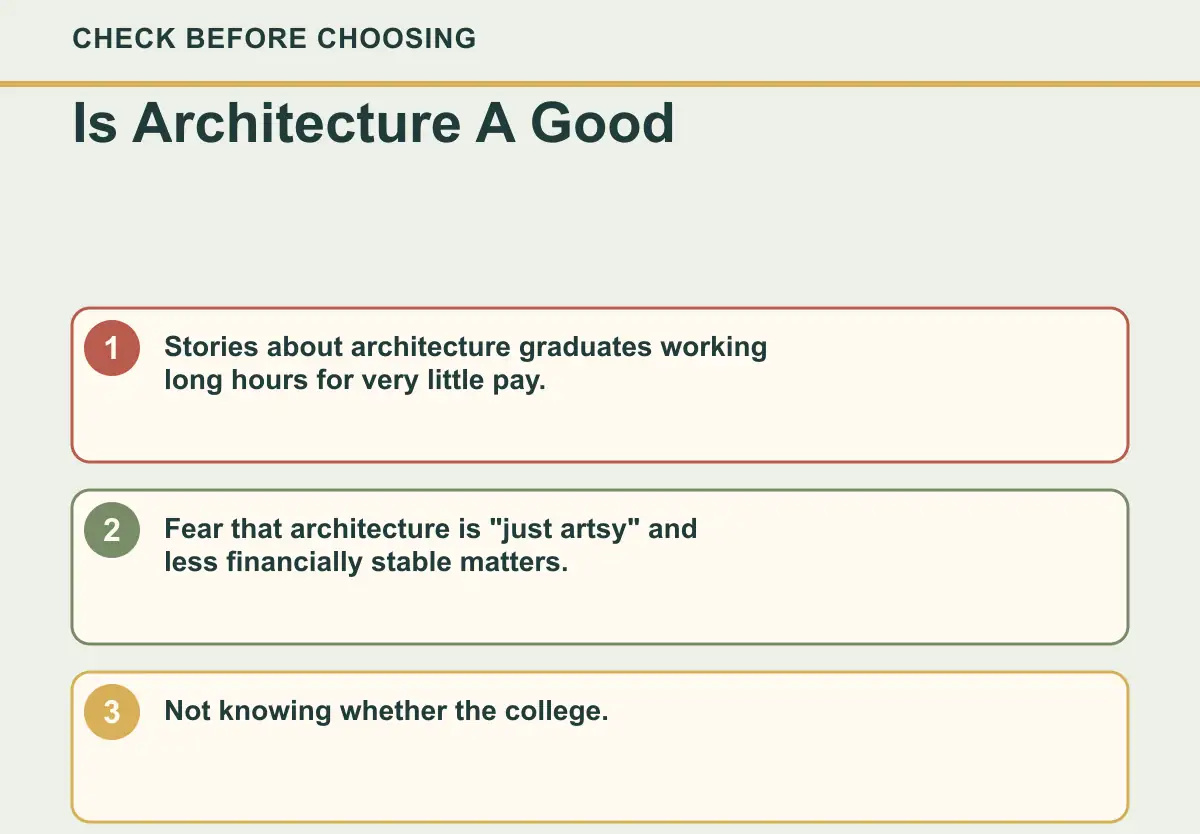 CHECK BEFORE CHOOSING
Is Architecture A Good
1
Stories about architecture graduates working
long hours for very little pay.
2
Fear that architecture is "just artsy" and
less financially stable matters.
3
Not knowing whether the college.